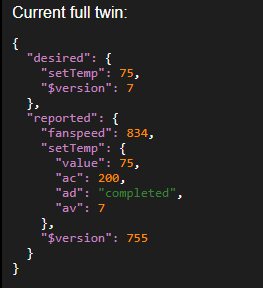 Current full twin:
{
  "desired": {
    "setTemp": 75,
    "$version": 7
  },
  "reported": {
    "fanspeed": 834,
    "setTemp": {
      "value": 75,
      "ac": 200,
      "ad": "completed",
      "av": 7
    },
    "$version": 755
  }
}